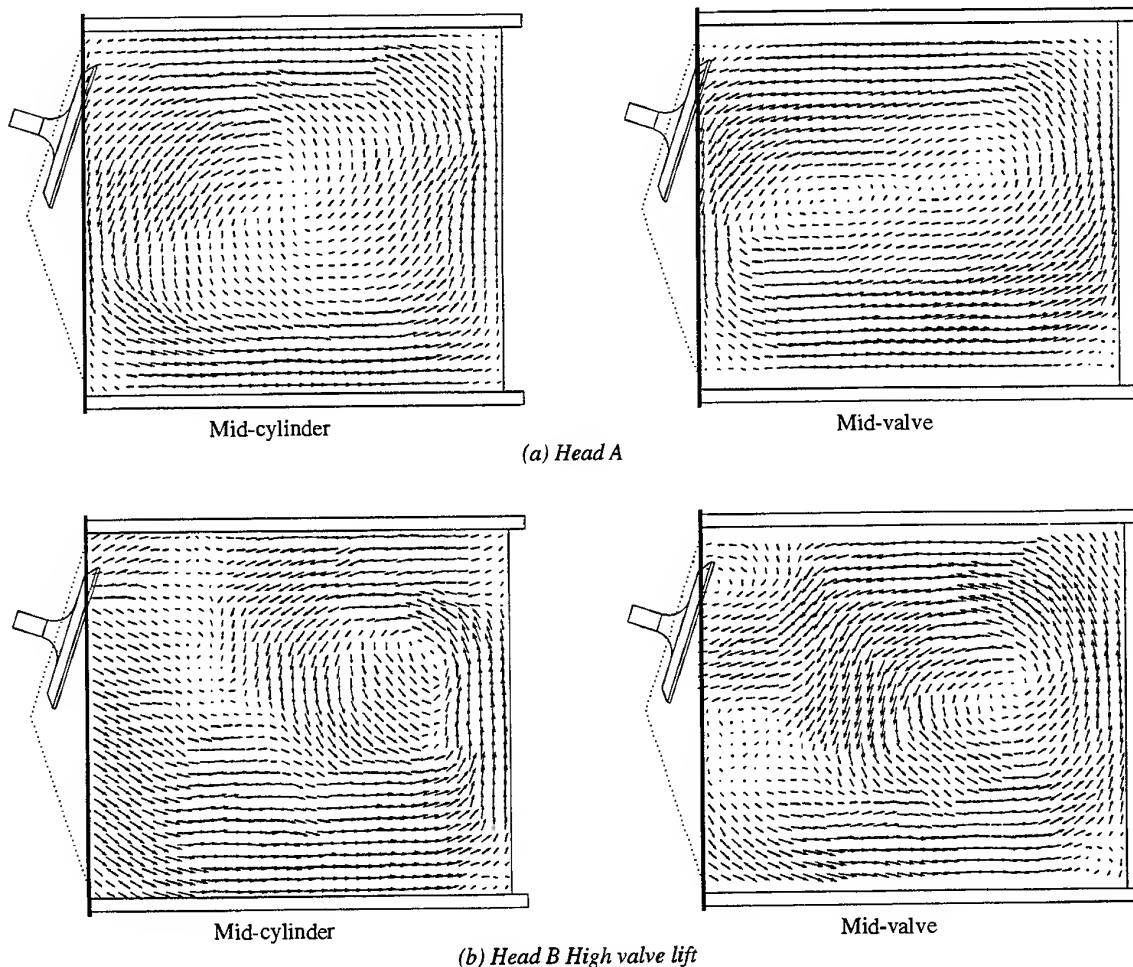 Mid-cylinder
Mid-valve
(a) Head A
Mid-cylinder
Mid-valve
(b) Head B High valve lift